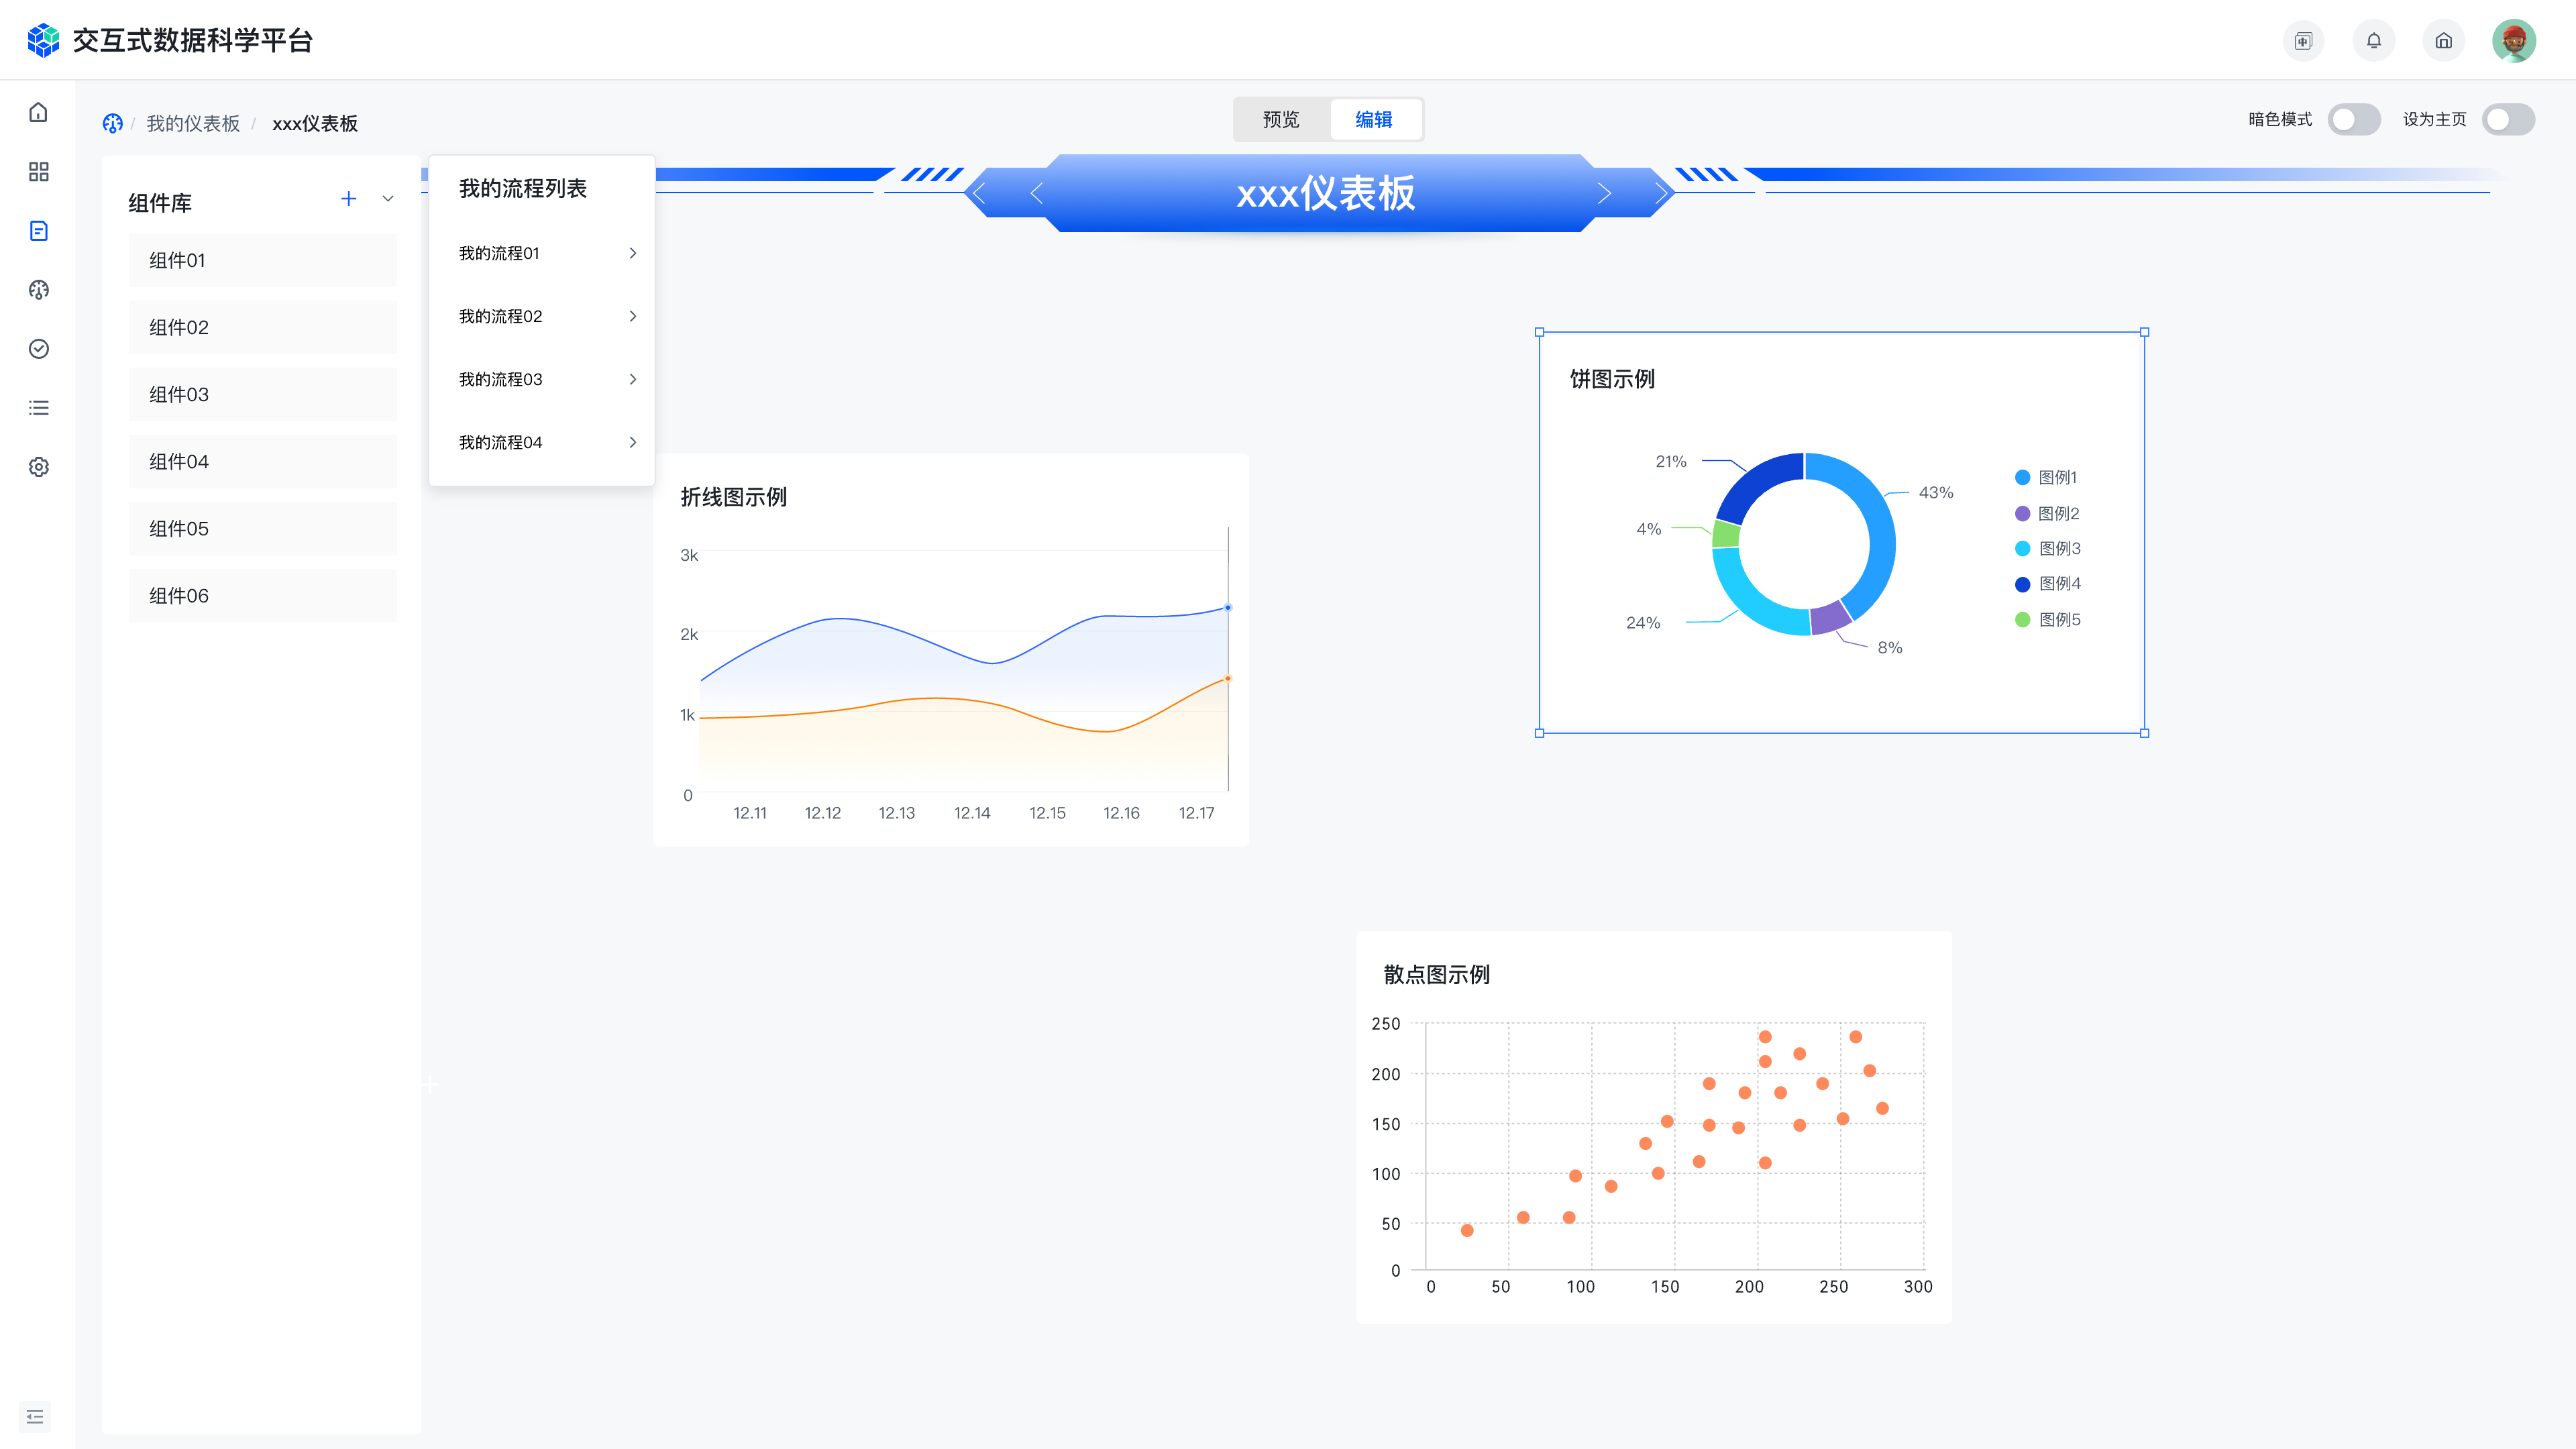 交互式数据科学平台
中
/ 我的仪表板 / xxx仪表板
预览 编辑
暗色模式 设为主页
组件库
组件01
组件02
组件03
组件04
组件05
组件06
我的流程列表
我的流程01
我的流程02
我的流程03
我的流程04
xxx仪表板
饼图示例
21%
43%
4%
24%
8%
图例1
图例2
图例3
图例4
图例5
折线图示例
3k
2k
1k
0
12.11 12.12 12.13 12.14 12.15 12.16 12.17
散点图示例
250
200
150
100
50
0
0 50 100 150 200 250 300